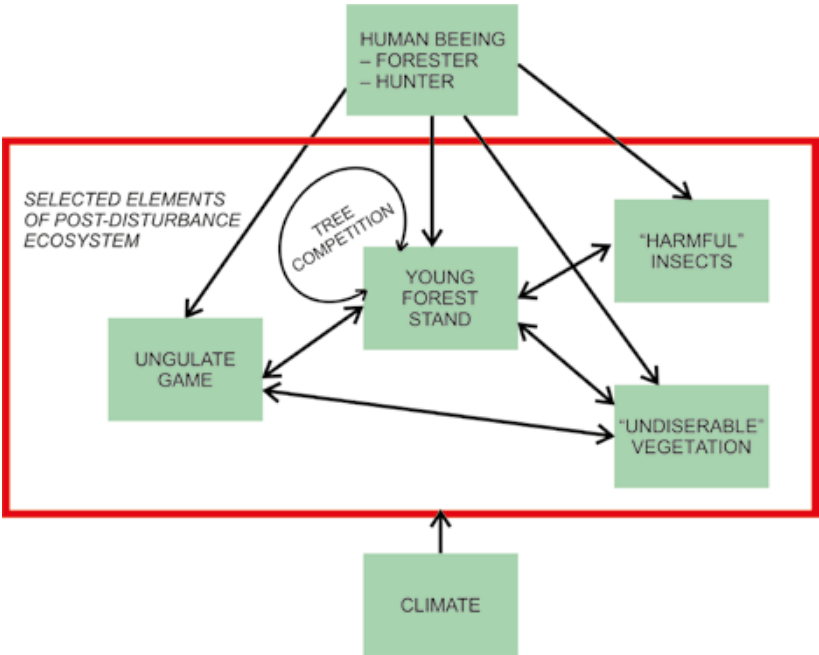 HUMAN BEEING
– FORESTER
– HUNTER
SELECTED ELEMENTS
OF POST-DISTURBANCE
ECOSYSTEM
TREE
COMPETITION
YOUNG
FOREST
STAND
“HARMFUL”
INSECTS
UNGULATE
GAME
“UNDISERABLE”
VEGETATION
CLIMATE